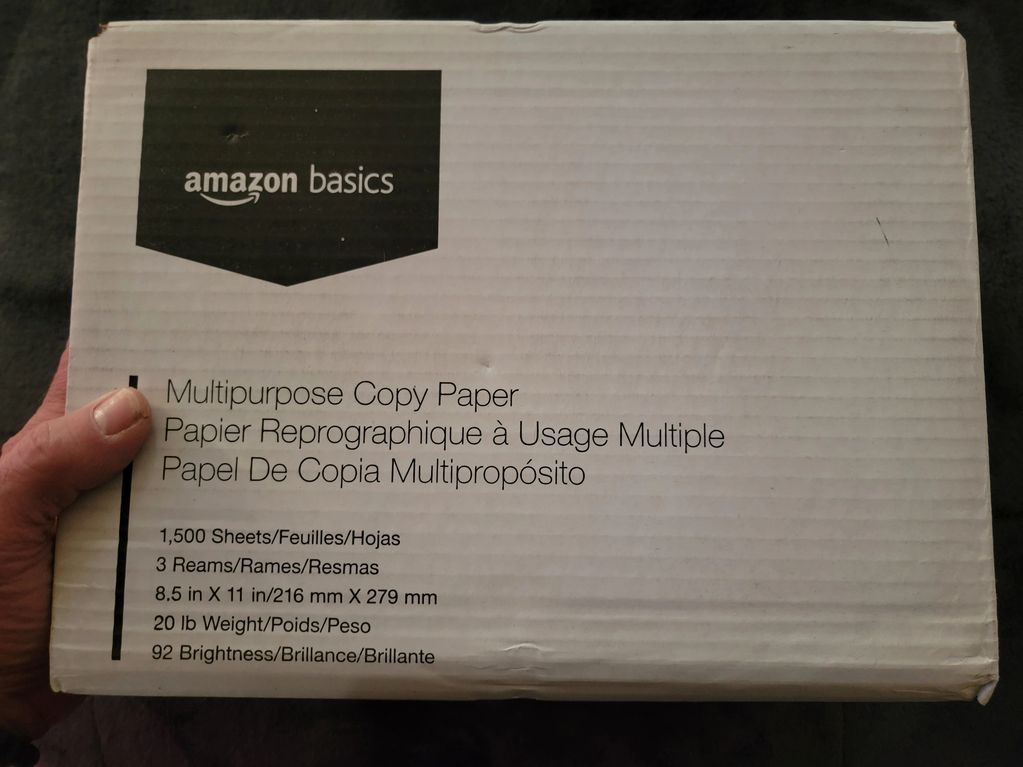 amazon basics
Multipurpose Copy Paper
Papier Reprographique à Usage Multiple
Papel De Copia Multipropósito
1,500 Sheets/Feuilles/Hojas
3 Reams/Rames/Resmas
8.5 in X 11 in/216 mm X 279 mm
20 lb Weight/Poids/Peso
92 Brightness/Brillance/Brillante